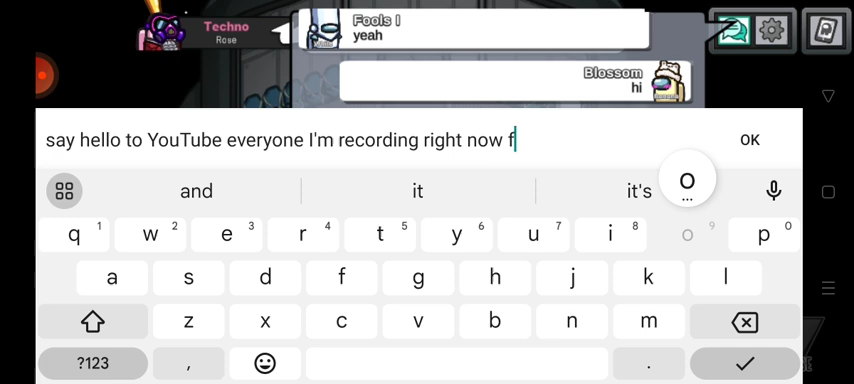 Techno
Rose
Fools I
yeah
Blossom
hi
say hello to YouTube everyone I'm recording right now f
OK
and it it's o
q 1 w 2 e 3 r 4 t 5 y 6 u 7 i 8 o 9 p 0
a s d f g h j k l
z x c v b n m
?123 , .